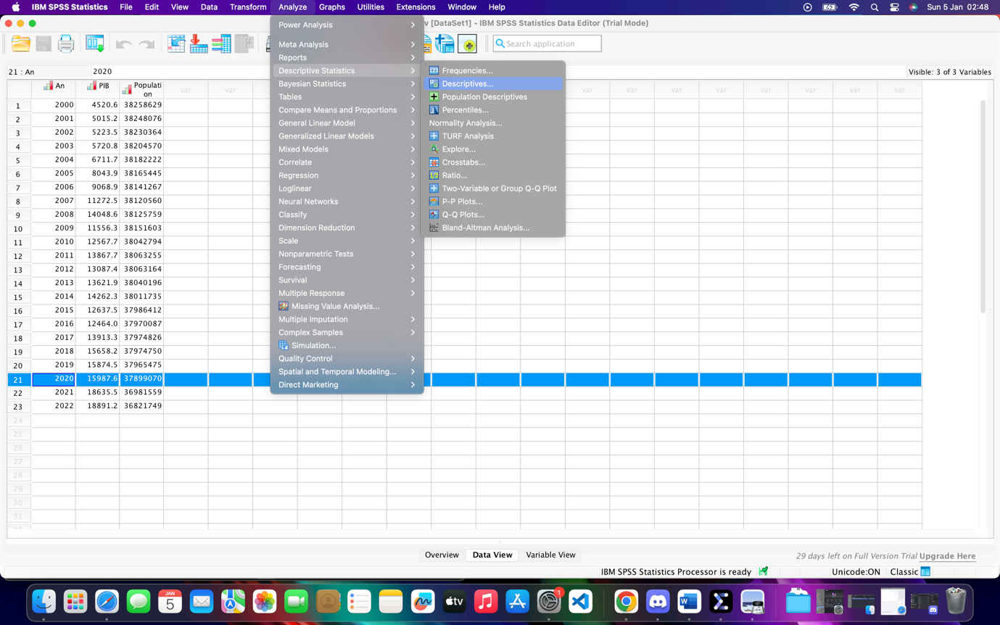 IBM SPSS Statistics File Edit View Data Transform Analyze Graphs Utilities Extensions Window Help Sun 5 Jan 02:48
[DataSet1] - IBM SPSS Statistics Data Editor (Trial Mode)
Search application
21 : An 2020 Visible: 3 of 3 Variables
An PIB Populati
on
var var var var var var var var var var
1 2000 4520.6 38258629
2 2001 5015.2 38248076
3 2002 5223.5 38230364
4 2003 5720.8 38204570
5 2004 6711.7 38182222
6 2005 8043.9 38165445
7 2006 9068.9 38141267
8 2007 11272.5 38120560
9 2008 14048.6 38125759
10 2009 11556.3 38151603
11 2010 12567.7 38042794
12 2011 13867.7 38063255
13 2012 13087.4 38063164
14 2013 13621.9 38040196
15 2014 14262.3 38011735
16 2015 12637.5 37986412
17 2016 12464.0 37970087
18 2017 13913.3 37974826
19 2018 15658.2 37974750
20 2019 15874.5 37965475
21 2020 15987.6 37899070
22 2021 18635.5 36981559
23 2022 18891.2 36821749
24
25
26
27
28
29
30
31
Power Analysis
Meta Analysis
Reports
Descriptive Statistics
Bayesian Statistics
Tables
Compare Means and Proportions
General Linear Model
Generalized Linear Models
Mixed Models
Correlate
Regression
Loglinear
Neural Networks
Classify
Dimension Reduction
Scale
Nonparametric Tests
Forecasting
Survival
Multiple Response
Missing Value Analysis...
Multiple Imputation
Complex Samples
Simulation...
Quality Control
Spatial and Temporal Modeling...
Direct Marketing
Frequencies...
Descriptives...
Population Descriptives
Percentiles...
Normality Analysis...
TURF Analysis
Explore...
Crosstabs...
Ratio...
Two-Variable or Group Q-Q Plot
P-P Plots...
Q-Q Plots...
Bland-Altman Analysis...
Overview Data View Variable View
29 days left on Full Version Trial Upgrade Here
IBM SPSS Statistics Processor is ready Unicode:ON Classic
JAN
5
tv
1
W